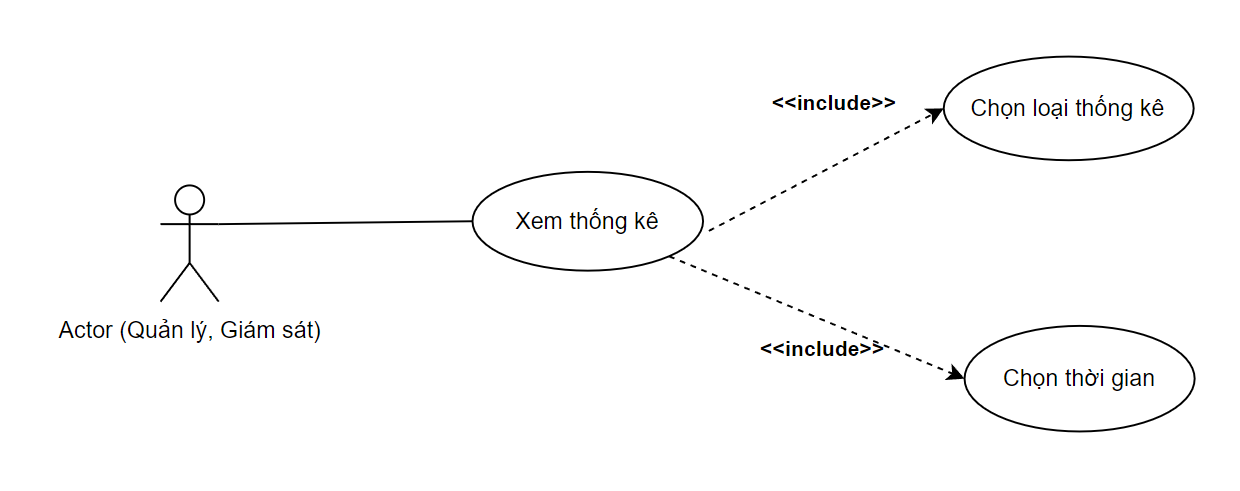 <<include>>
Chọn loại thống kê
Xem thống kê
Actor (Quản lý, Giám sát)
<<include>>
Chọn thời gian